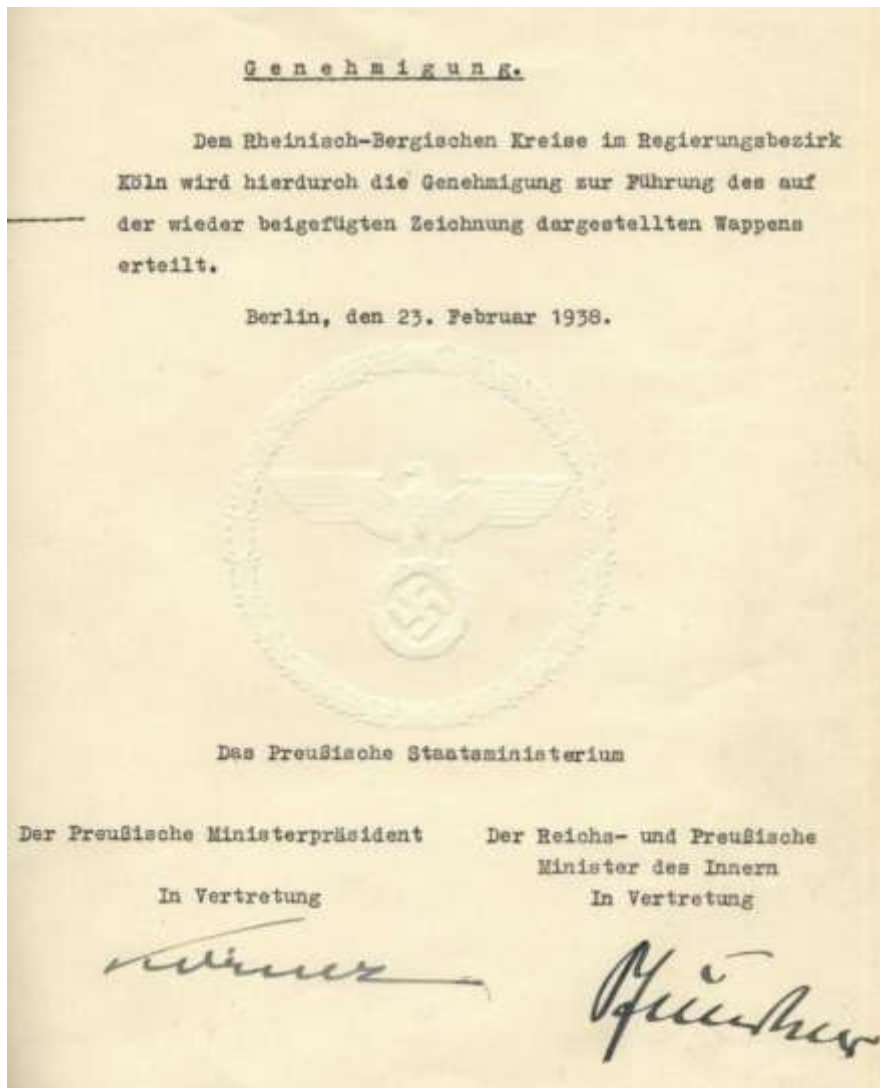 Genehmigung.
Dem Rheinisch-Bergischen Kreise im Regierungsbezirk
Köln wird hierdurch die Genehmigung zur Führung des auf
der wieder beigefügten Zeichnung dargestellten Wappens
erteilt.
Berlin, den 23. Februar 1938.
Das Preußische Staatsministerium
Der Preußische Ministerpräsident
In Vertretung
Körner
Der Reichs- und Preußische
Minister des Innern
In Vertretung